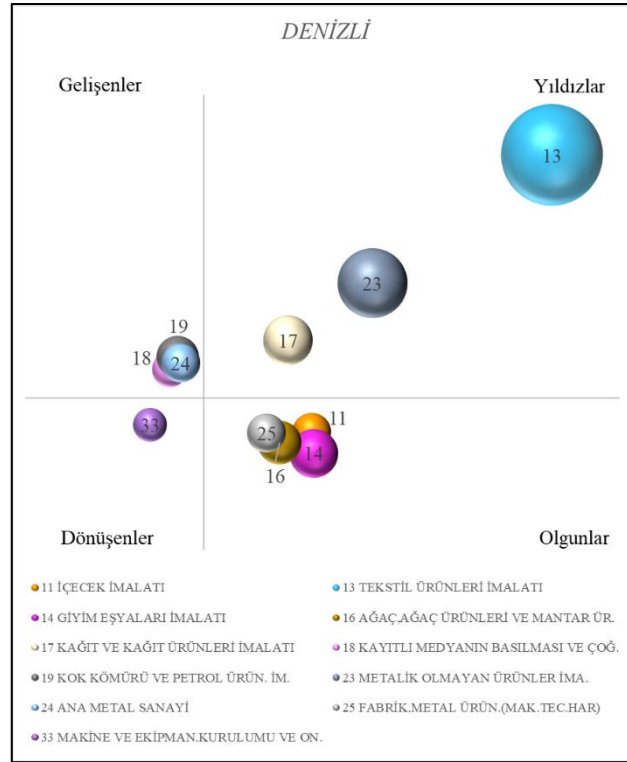 DENİZLİ
Gelişenler
Yıldızlar
13
23
19
17
18
24
33
11
25
14
16
Dönüşenler
Olgunlar
11 İÇECEK İMALATI
13 TEKSTİL ÜRÜNLERİ İMALATI
14 GİYİM EŞYALARI İMALATI
16 AĞAÇ,AĞAÇ ÜRÜNLERİ VE MANTAR ÜR.
17 KAĞIT VE KAĞIT ÜRÜNLERİ İMALATI
18 KAYITLI MEDYANIN BASILMASI VE ÇOĞ.
19 KOK KÖMÜRÜ VE PETROL ÜRÜN. İM.
23 METALİK OLMAYAN ÜRÜNLER İMA.
24 ANA METAL SANAYİ
25 FABRİK.METAL ÜRÜN.(MAK.TEC.HAR)
33 MAKİNE VE EKİPMAN.KURULUMU VE ON.